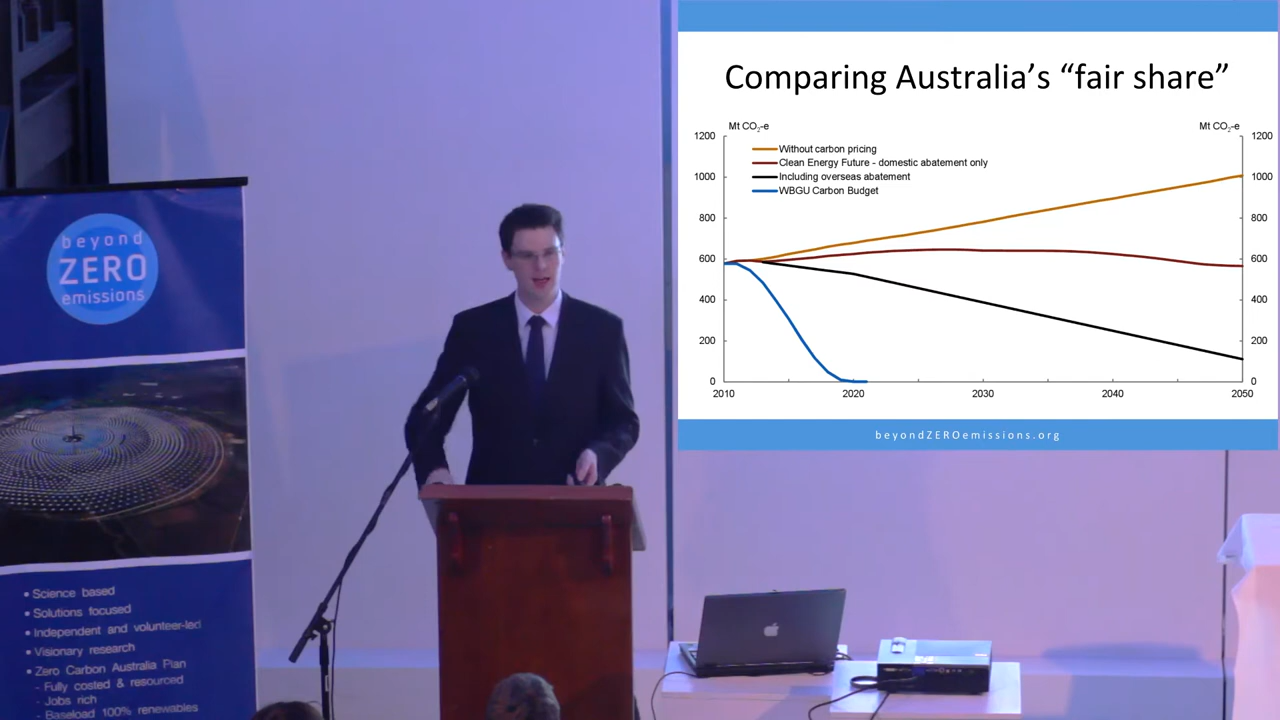 beyond
ZERO
emissions
• Science based
• Solutions focused
• Independent and volunteer-led
• Visionary research
• Zero Carbon Australia Plan
- Fully costed & resourced
- Jobs rich
- Baseload 100% renewables
Comparing Australia's “fair share”
Mt CO₂-e
Mt CO₂-e
Without carbon pricing
Clean Energy Future - domestic abatement only
Including overseas abatement
WBGU Carbon Budget
1200
1000
800
600
400
200
0
1200
1000
800
600
400
200
0
2010 2020 2030 2040 2050
beyondZEROemissions.org